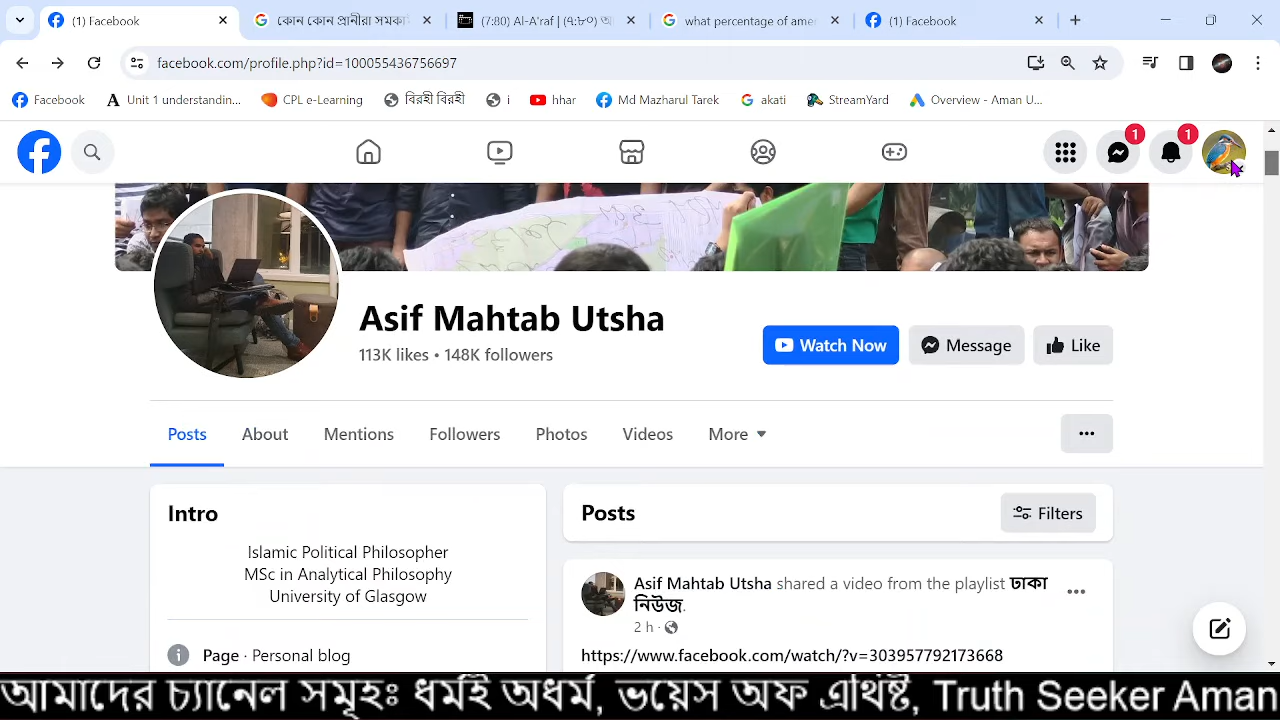 (1) Facebook
কোন কোন প্রানীরা সমকা
(7:80) Al-A'raf | (৭:৮০) আ
what percentage of amer
(1) Facebook
facebook.com/profile.php?id=100055436756697
Facebook
Unit 1 understandin...
CPL e-Learning
বিরহী বিরহী
i
hhar
Md Mazharul Tarek
akati
StreamYard
Overview - Aman U...
1
1
Asif Mahtab Utsha
113K likes • 148K followers
Watch Now
Message
Like
Posts
About
Mentions
Followers
Photos
Videos
More
Intro
Islamic Political Philosopher
MSc in Analytical Philosophy
University of Glasgow
Page · Personal blog
Posts
Filters
Asif Mahtab Utsha shared a video from the playlist ঢাকা
নিউজ.
2 h ·
https://www.facebook.com/watch/?v=303957792173668
আমাদের চ্যানেল সমূহঃ ধর্মই অধর্ম, ভয়েস অফ এথিষ্ট, Truth Seeker Aman